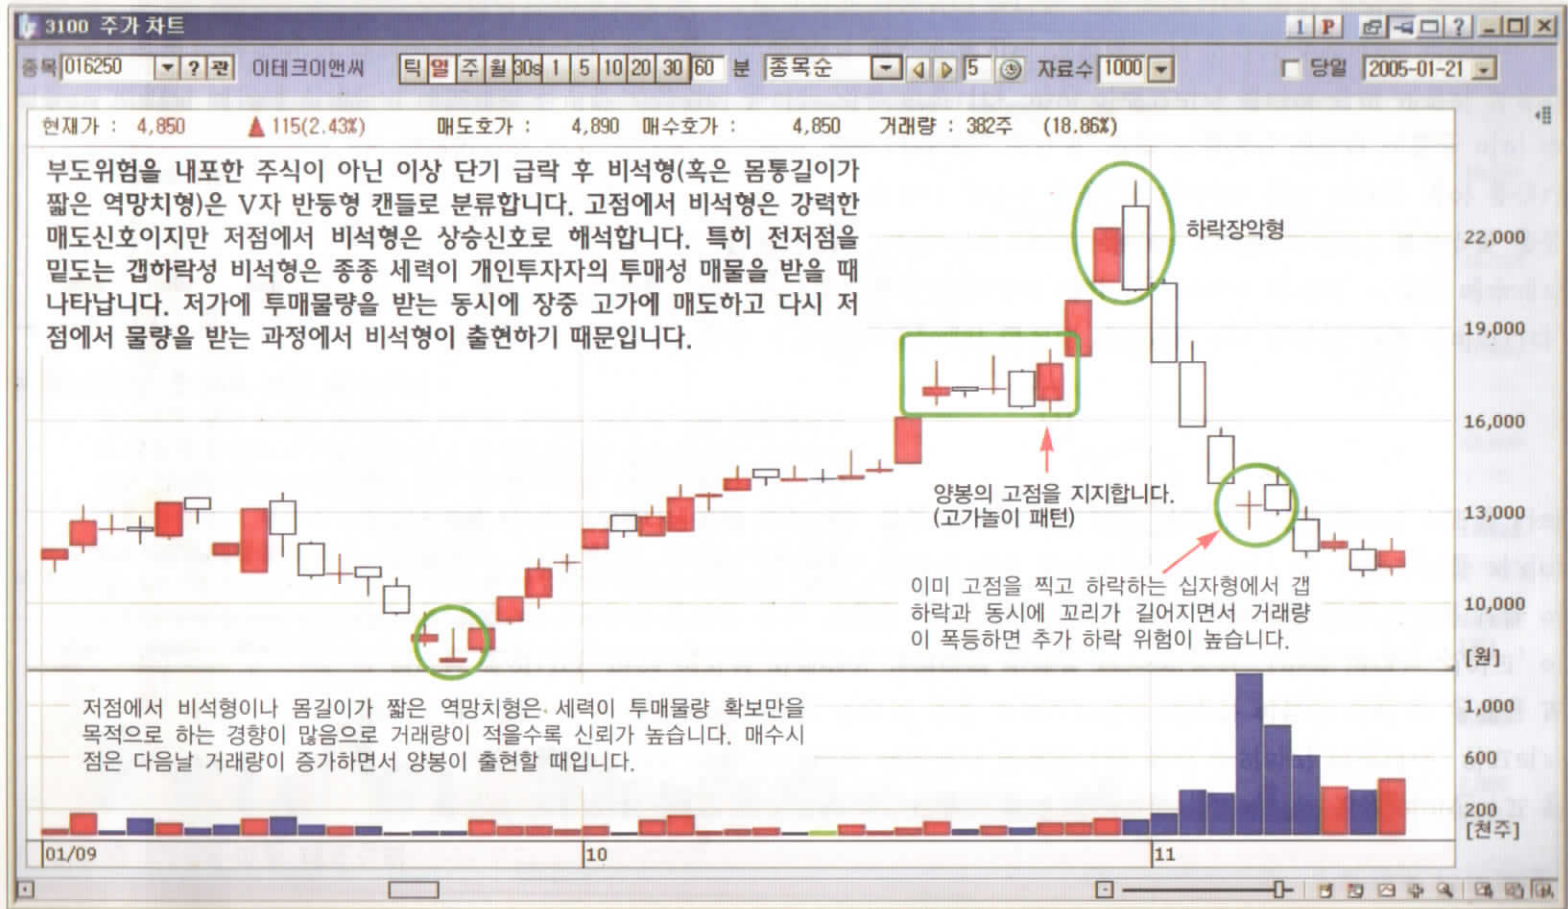 3100 주가차트
1 P ?
종목 016250 ? 관 이테크이앤씨 틱 일 주 월 30s 1 5 10 20 30 60 분 종목순 5 자료수 1000 당일 2005-01-21
현재가 : 4,850 ▲ 115(2.43%) 매도호가 : 4,890 매수호가 : 4,850 거래량 : 382주 (18.86%)
부도위험을 내포한 주식이 아닌 이상 단기 급락 후 비석형(혹은 몸통길이가
짧은 역망치형)은 V자 반등형 캔들로 분류합니다. 고점에서 비석형은 강력한
매도신호이지만 저점에서 비석형은 상승신호로 해석합니다. 특히 전저점을
밑도는 갭하락성 비석형은 종종 세력이 개인투자자의 투매성 매물을 받을 때
나타납니다. 저가에 투매물량을 받는 동시에 장중 고가에 매도하고 다시 저
점에서 물량을 받는 과정에서 비석형이 출현하기 때문입니다.
하락장악형
22,000
19,000
16,000
양봉의 고점을 지지합니다.
(고가놀이 패턴)
13,000
이미 고점을 찍고 하락하는 십자형에서 갭
하락과 동시에 꼬리가 길어지면서 거래량
이 폭등하면 추가 하락 위험이 높습니다.
10,000
[원]
저점에서 비석형이나 몸길이가 짧은 역망치형은 세력이 투매물량 확보만을
목적으로 하는 경향이 많음으로 거래량이 적을수록 신뢰가 높습니다. 매수시
점은 다음날 거래량이 증가하면서 양봉이 출현할 때입니다.
1,000
600
200
[천주]
01/09 10 11